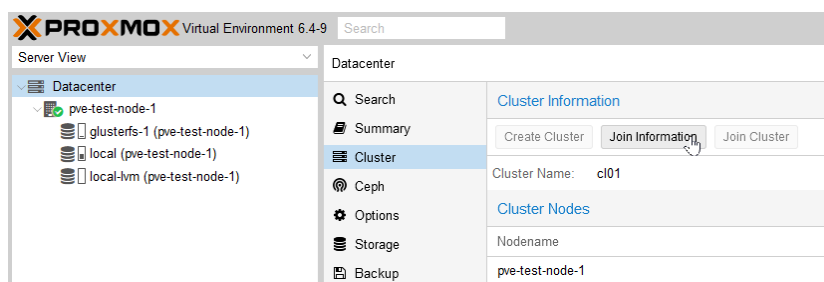 PROXMOX Virtual Environment 6.4-9 Search
Server View
Datacenter
pve-test-node-1
glusterfs-1 (pve-test-node-1)
local (pve-test-node-1)
local-lvm (pve-test-node-1)
Datacenter
Search
Summary
Cluster
Ceph
Options
Storage
Backup
Cluster Information
Create Cluster Join Information Join Cluster
Cluster Name: cl01
Cluster Nodes
Nodename
pve-test-node-1